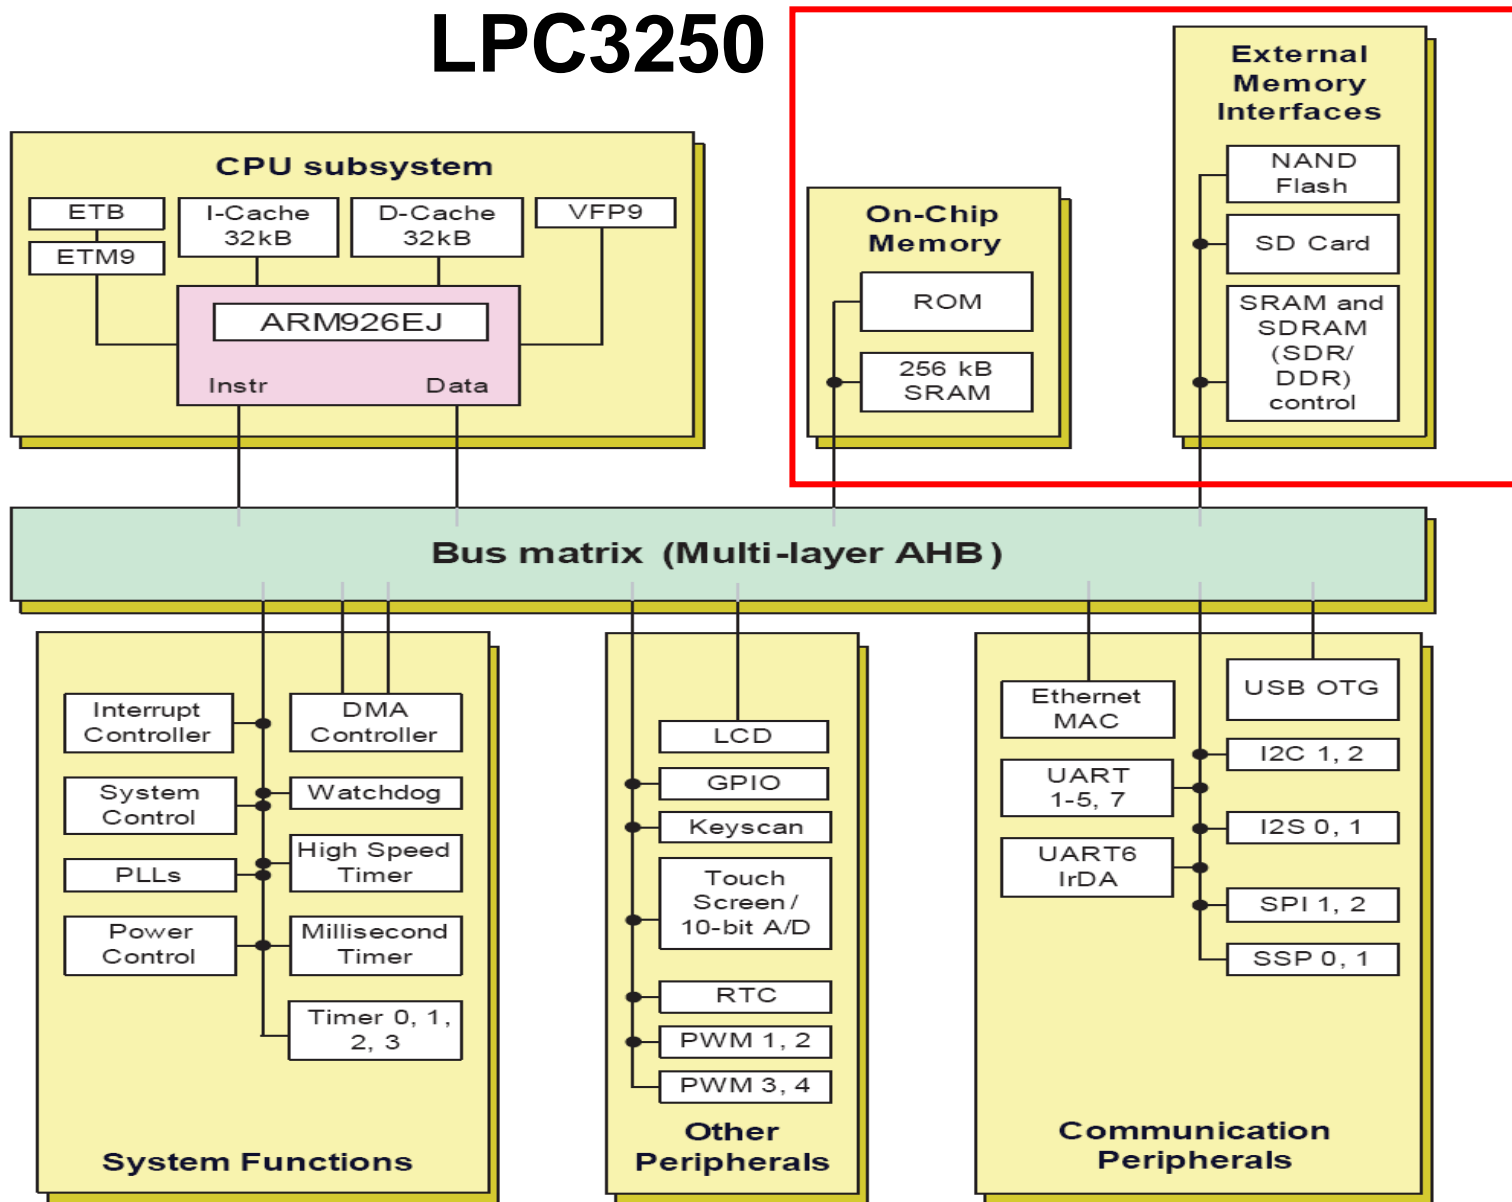 LPC3250
CPU subsystem
ETB
ETM9
I-Cache
32kB
D-Cache
32kB
VFP9
ARM926EJ
Instr
Data
On-Chip
Memory
ROM
256 kB
SRAM
External
Memory
Interfaces
NAND
Flash
SD Card
SRAM and
SDRAM
(SDR/
DDR)
control
Bus matrix (Multi-layer AHB)
Interrupt
Controller
System
Control
PLLs
Power
Control
DMA
Controller
Watchdog
High Speed
Timer
Millisecond
Timer
Timer 0, 1,
2, 3
System Functions
LCD
GPIO
Keyscan
Touch
Screen /
10-bit A/D
RTC
PWM 1, 2
PWM 3, 4
Other
Peripherals
Ethernet
MAC
UART
1-5, 7
UART6
IrDA
USB OTG
I2C 1, 2
I2S 0, 1
SPI 1, 2
SSP 0, 1
Communication
Peripherals